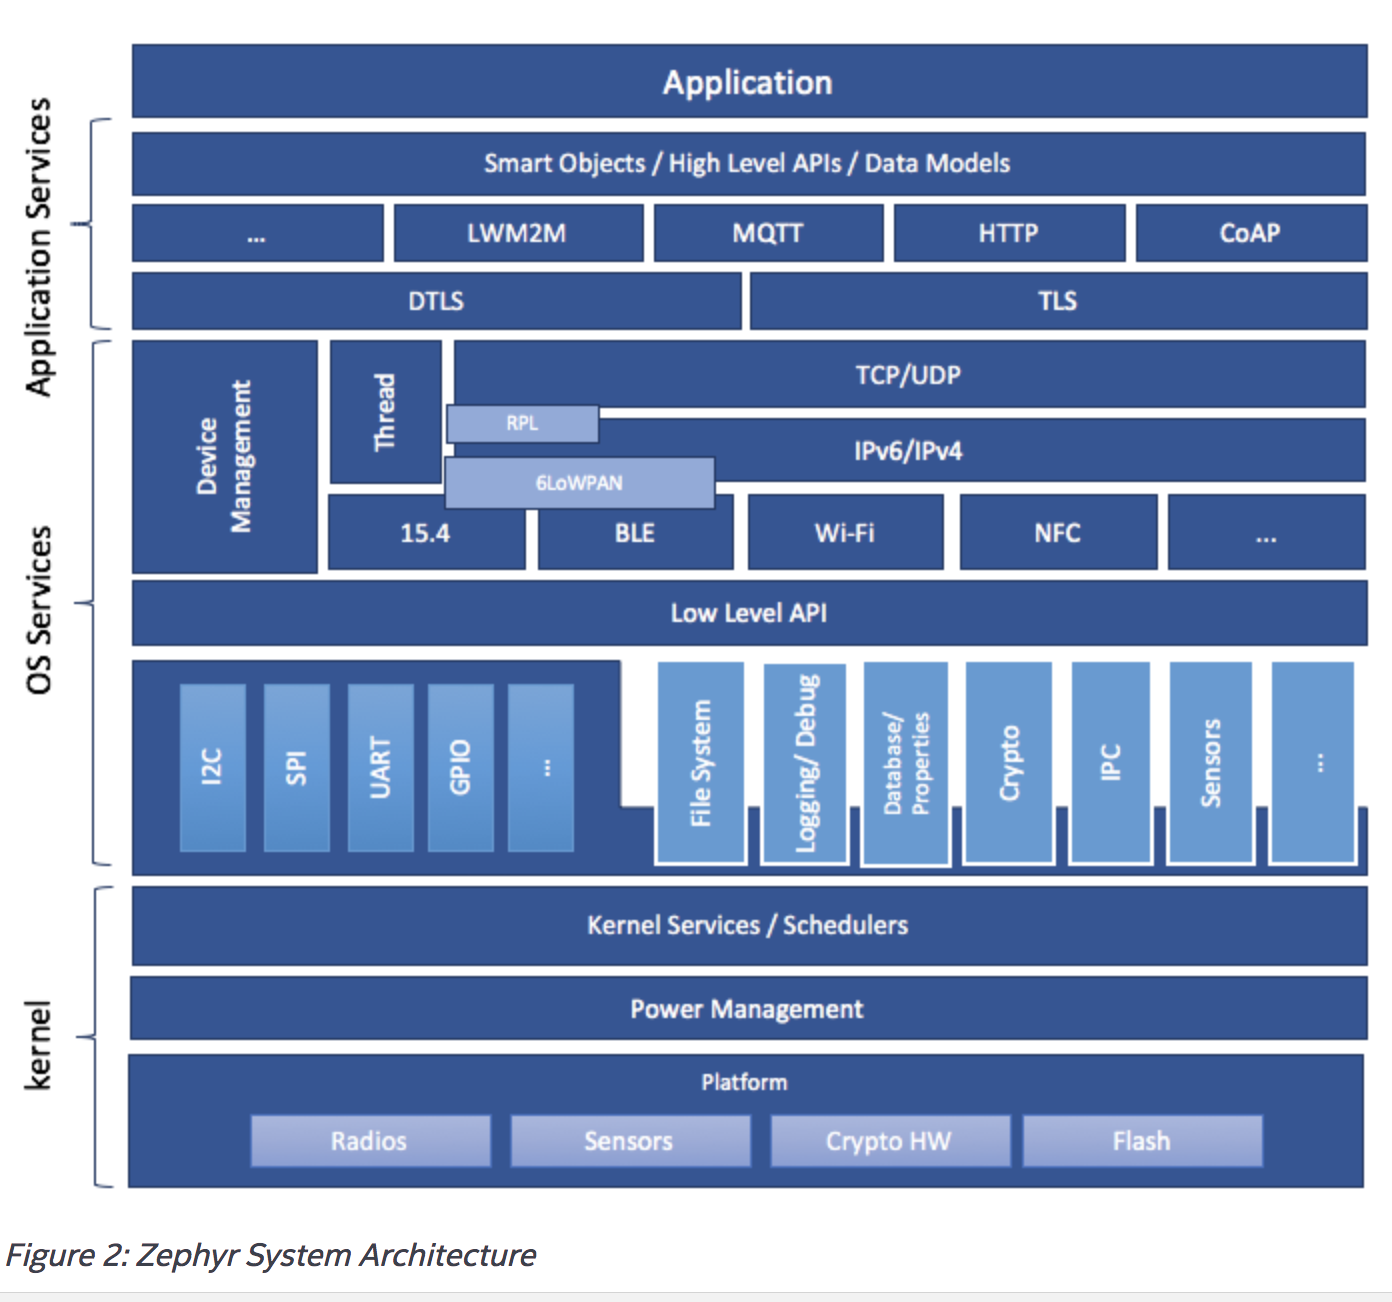 Application
Application Services
Smart Objects / High Level APIs / Data Models
...
LWM2M
MQTT
HTTP
CoAP
DTLS
TLS
OS Services
Device
Management
Thread
TCP/UDP
RPL
IPv6/IPv4
6LoWPAN
15.4
BLE
Wi-Fi
NFC
...
Low Level API
I2C
SPI
UART
GPIO
...
File System
Logging/ Debug
Database/
Properties
Crypto
IPC
Sensors
...
kernel
Kernel Services / Schedulers
Power Management
Platform
Radios
Sensors
Crypto HW
Flash
Figure 2: Zephyr System Architecture